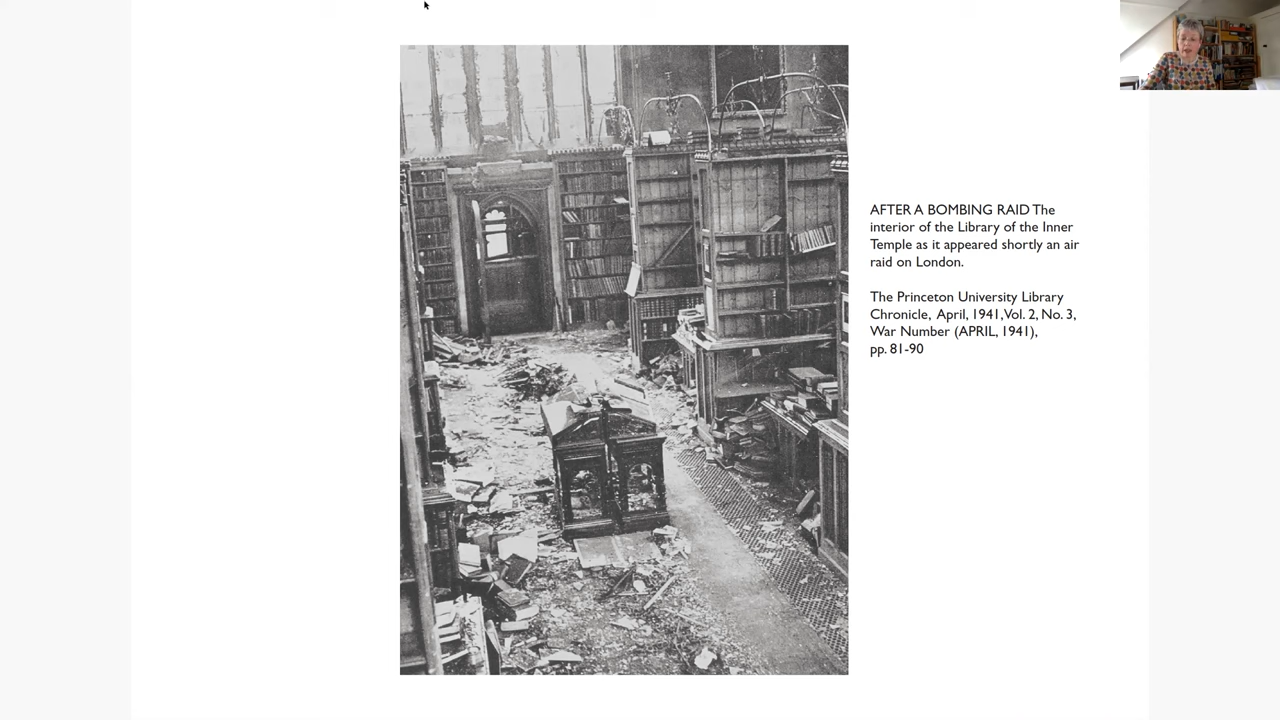 AFTER A BOMBING RAID The
interior of the Library of the Inner
Temple as it appeared shortly an air
raid on London.
The Princeton University Library
Chronicle, April, 1941,Vol. 2, No. 3,
War Number (APRIL, 1941),
pp. 81-90